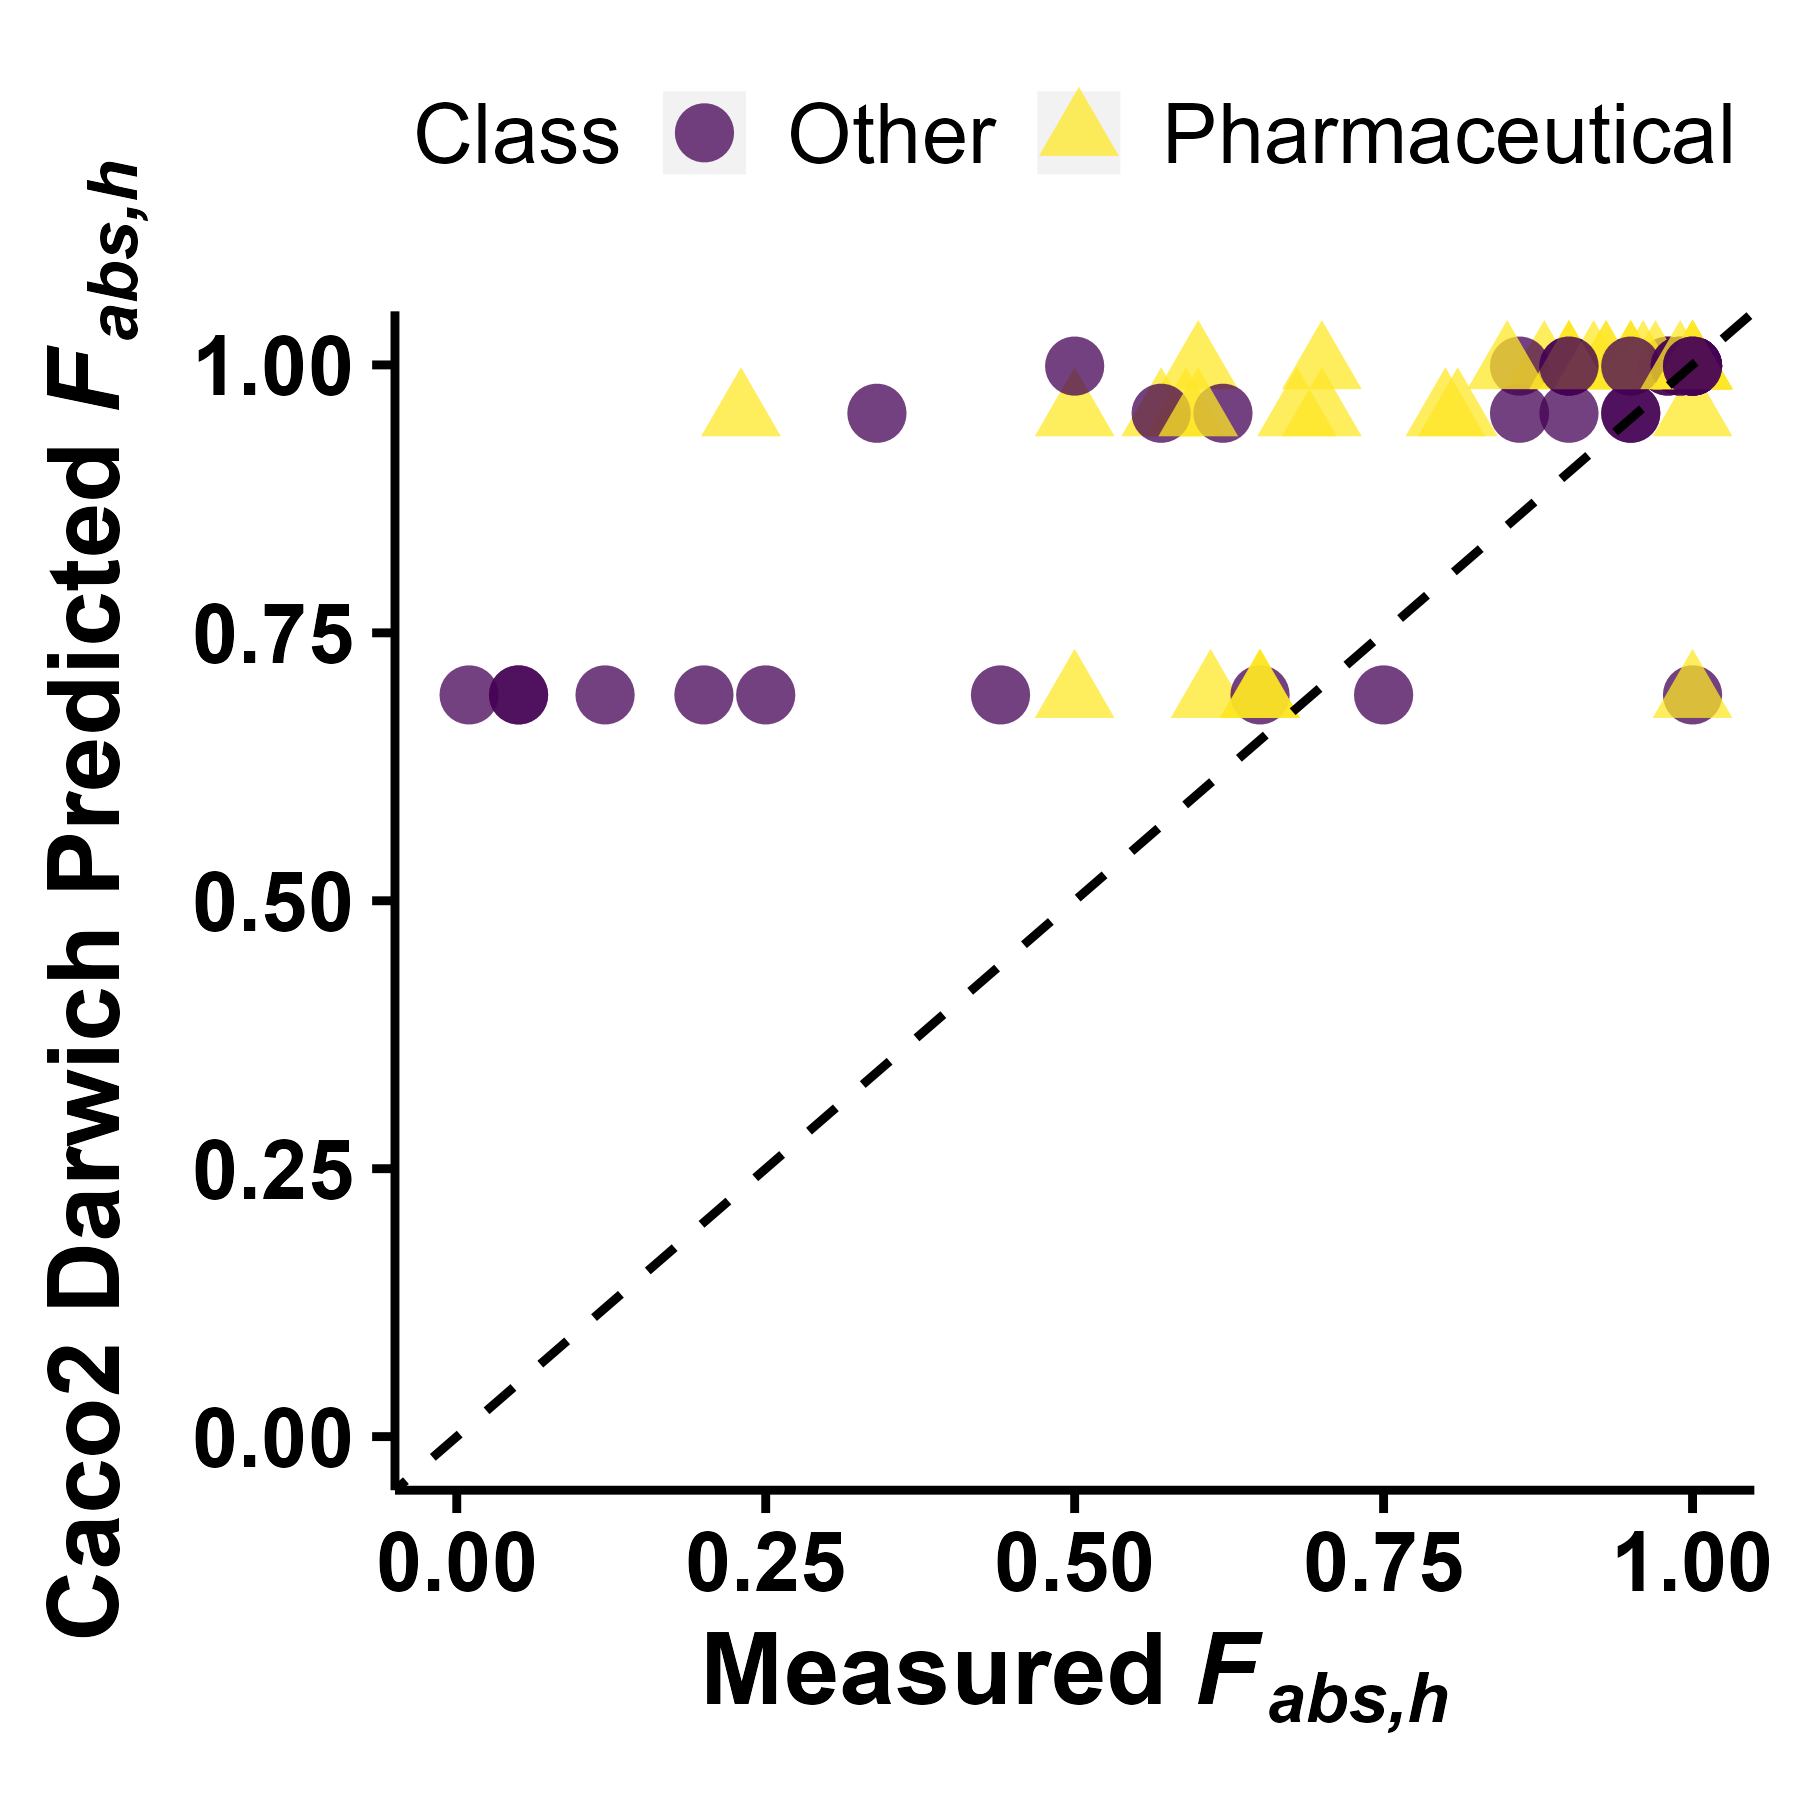 Class Other Pharmaceutical
Caco2 Darwich Predicted F abs,h
1.00
0.75
0.50
0.25
0.00
0.00 0.25 0.50 0.75 1.00
Measured F abs,h